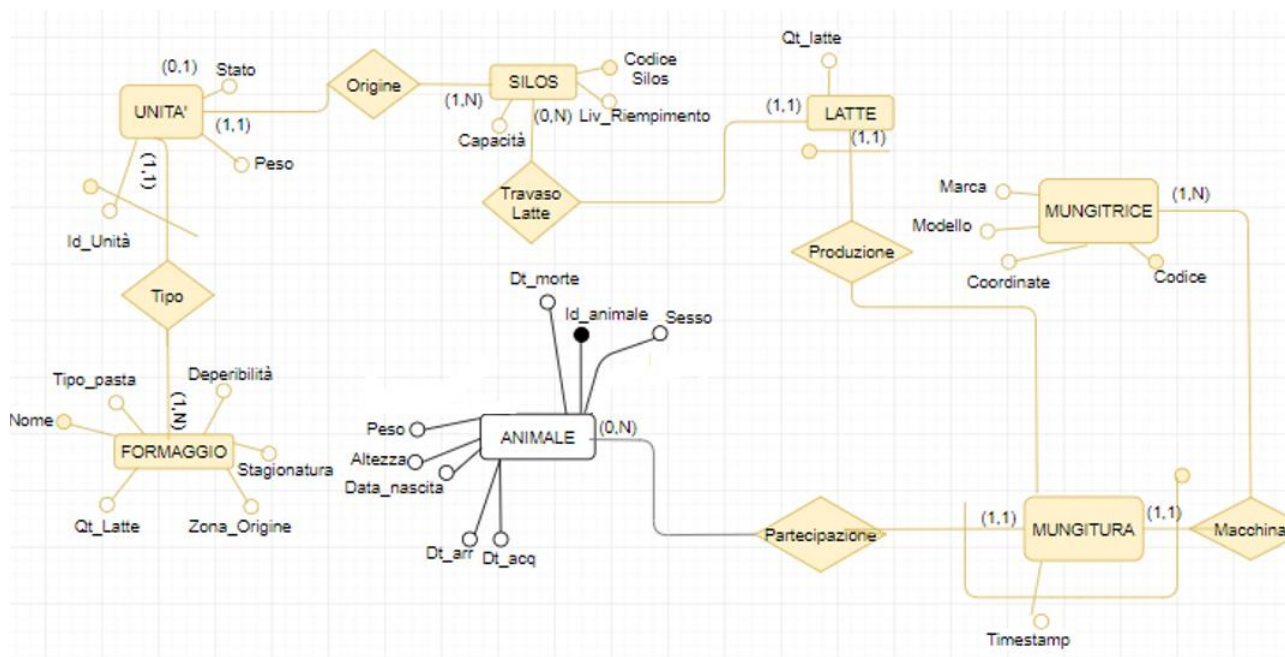 Qt_latte
(0,1)
Stato
Codice
Silos
Origine
SILOS
UNITA'
(1,1)
(1,N)
(0,N)
Liv_Riempimento
(1,1)
LATTE
Capacità
(1,1)
Peso
(1,1)
Travaso
Latte
Marca
MUNGITRICE
(1,N)
Modello
Id_Unità
Produzione
Coordinate
Codice
Dt_morte
Tipo
Id_animale
Sesso
Tipo_pasta
Deperibilità
(1,N)
Nome
Peso
ANIMALE
(0,N)
FORMAGGIO
Altezza
Stagionatura
Data_nascita
Qt_Latte
Zona_Origine
Dt_arr
Dt_acq
Partecipazione
(1,1)
MUNGITURA
(1,1)
Macchina
Timestamp